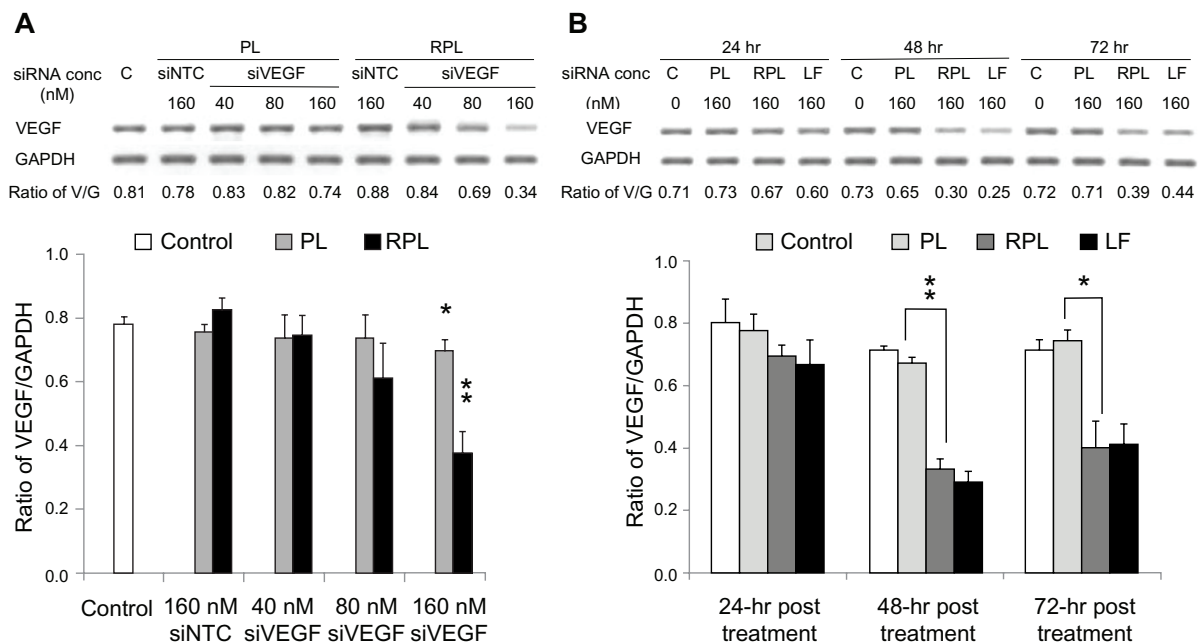 A
PL RPL
siRNA conc C siNTC siVEGF siNTC siVEGF
(nM) 160 40 80 160 160 40 80 160
VEGF
GAPDH
Ratio of V/G 0.81 0.78 0.83 0.82 0.74 0.88 0.84 0.69 0.34
Control PL RPL
Ratio of VEGF/GAPDH
1.0
0.8
0.6
0.4
0.2
0.0
* **
Control 160 nM 40 nM 80 nM 160 nM
siNTC siVEGF siVEGF siVEGF
B
24 hr 48 hr 72 hr
siRNA conc C PL RPL LF C PL RPL LF C PL RPL LF
(nM) 0 160 160 160 0 160 160 160 0 160 160 160
VEGF
GAPDH
Ratio of V/G 0.71 0.73 0.67 0.60 0.73 0.65 0.30 0.25 0.72 0.71 0.39 0.44
Control PL RPL LF
Ratio of VEGF/GAPDH
1.0
0.8
0.6
0.4
0.2
0.0
** *
24-hr post 48-hr post 72-hr post
treatment treatment treatment